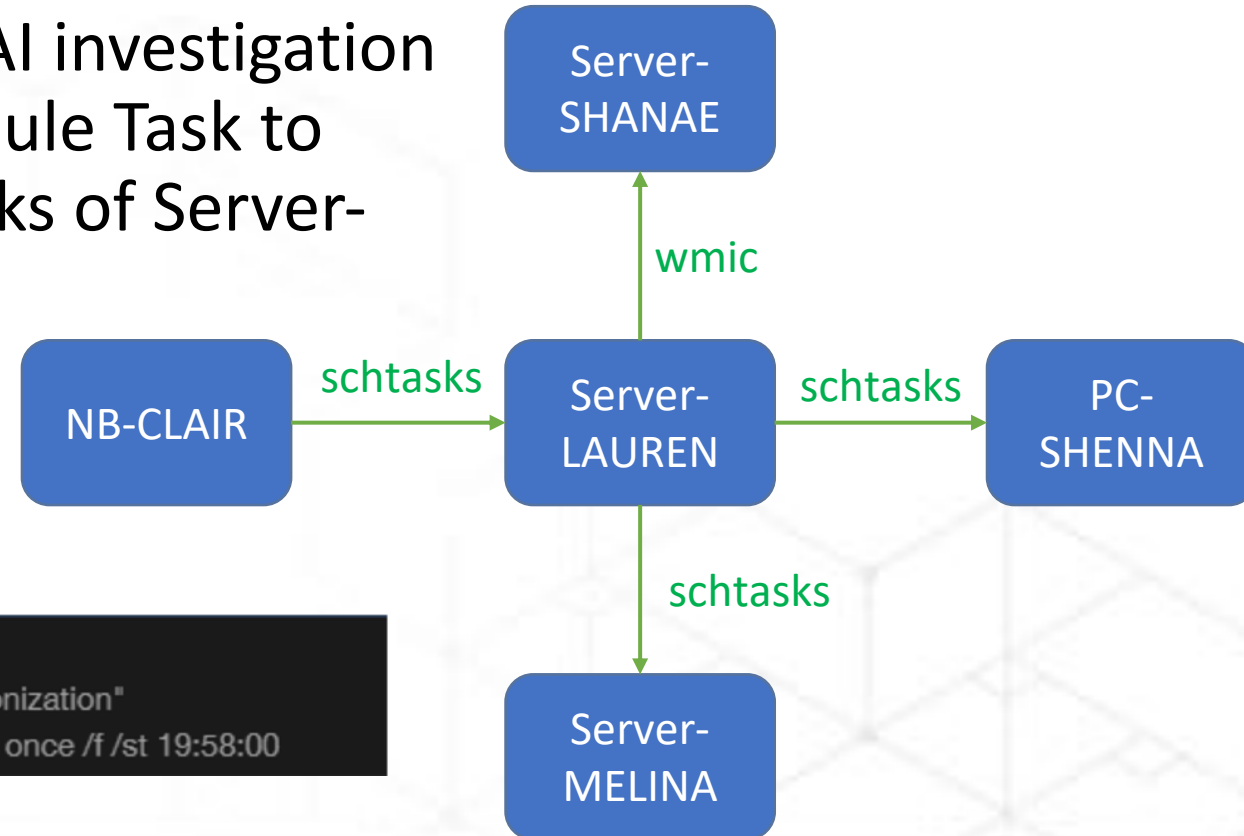 AI investigation
ule Task to
ks of Server-
Server-
SHANAE
wmic
NB-CLAIR
schtasks
Server-
LAUREN
schtasks
PC-
SHENNA
schtasks
onization"
once /f /st 19:58:00
Server-
MELINA